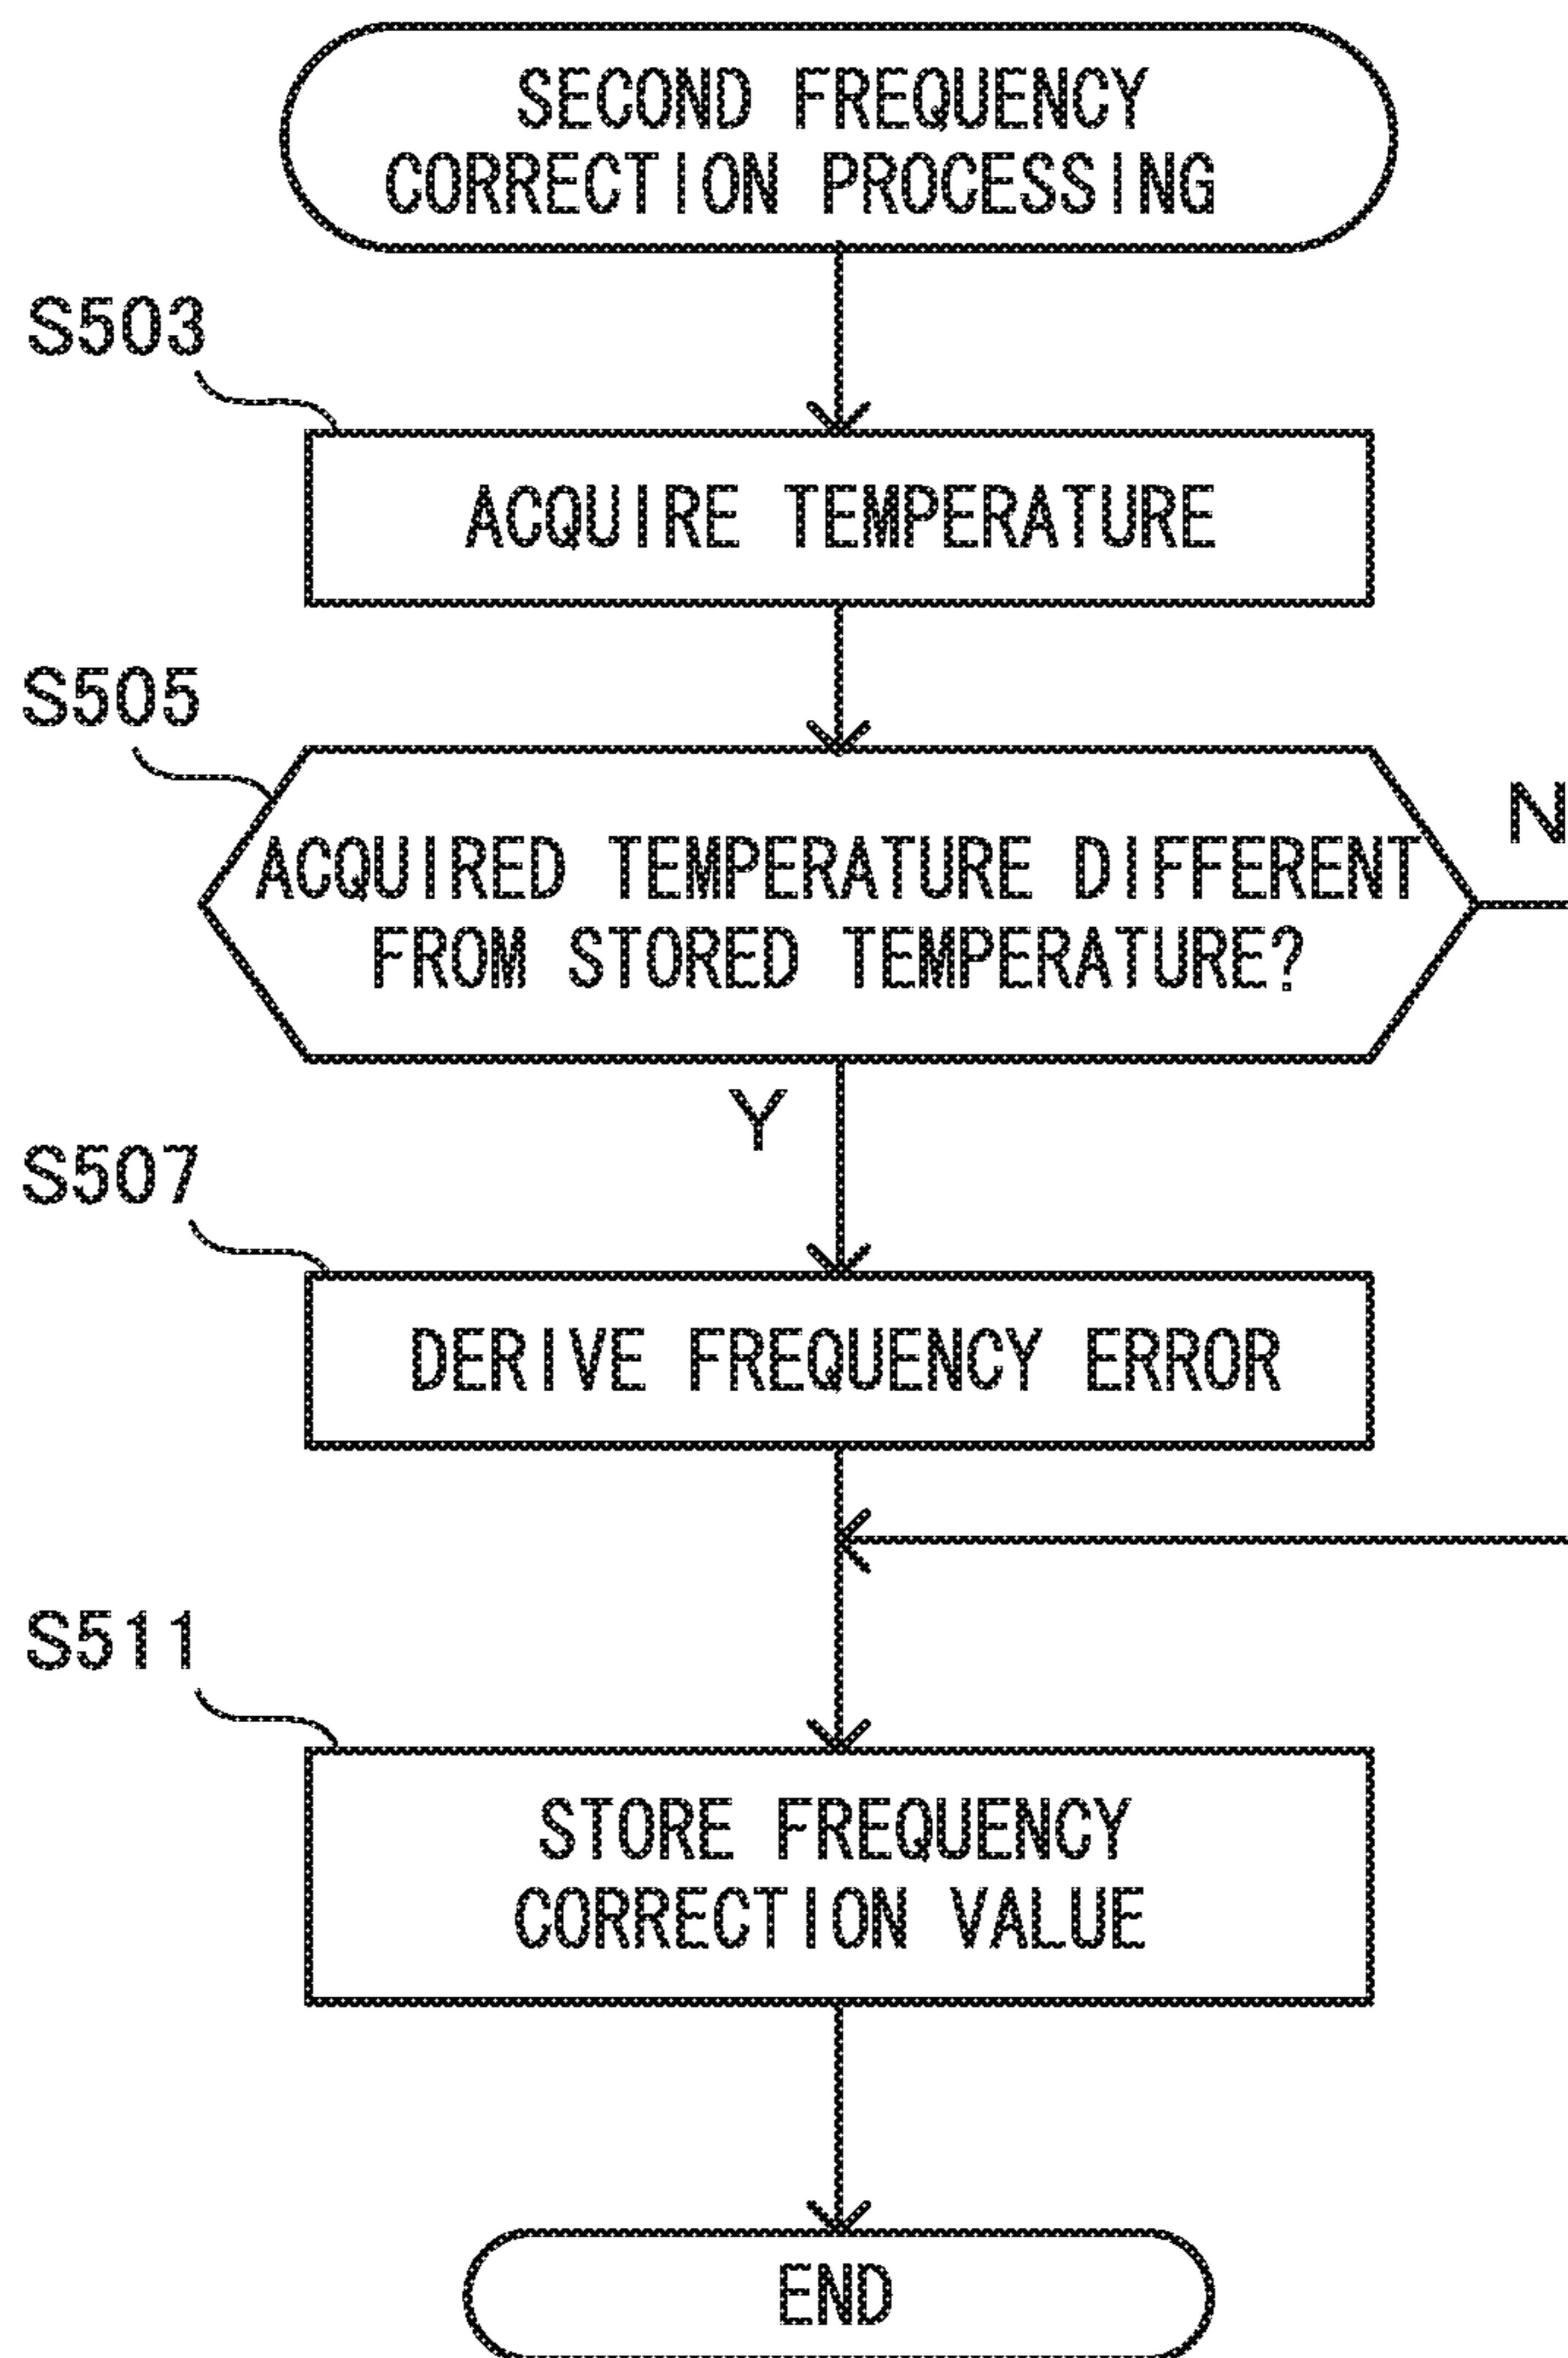 SECOND FREQUENCY
CORRECTION PROCESSING
S503
ACQUIRE TEMPERATURE
S505
N
ACQUIRED TEMPERATURE DIFFERENT
FROM STORED TEMPERATURE?
Y
S507
DERIVE FREQUENCY ERROR
S511
STORE FREQUENCY
CORRECTION VALUE
END